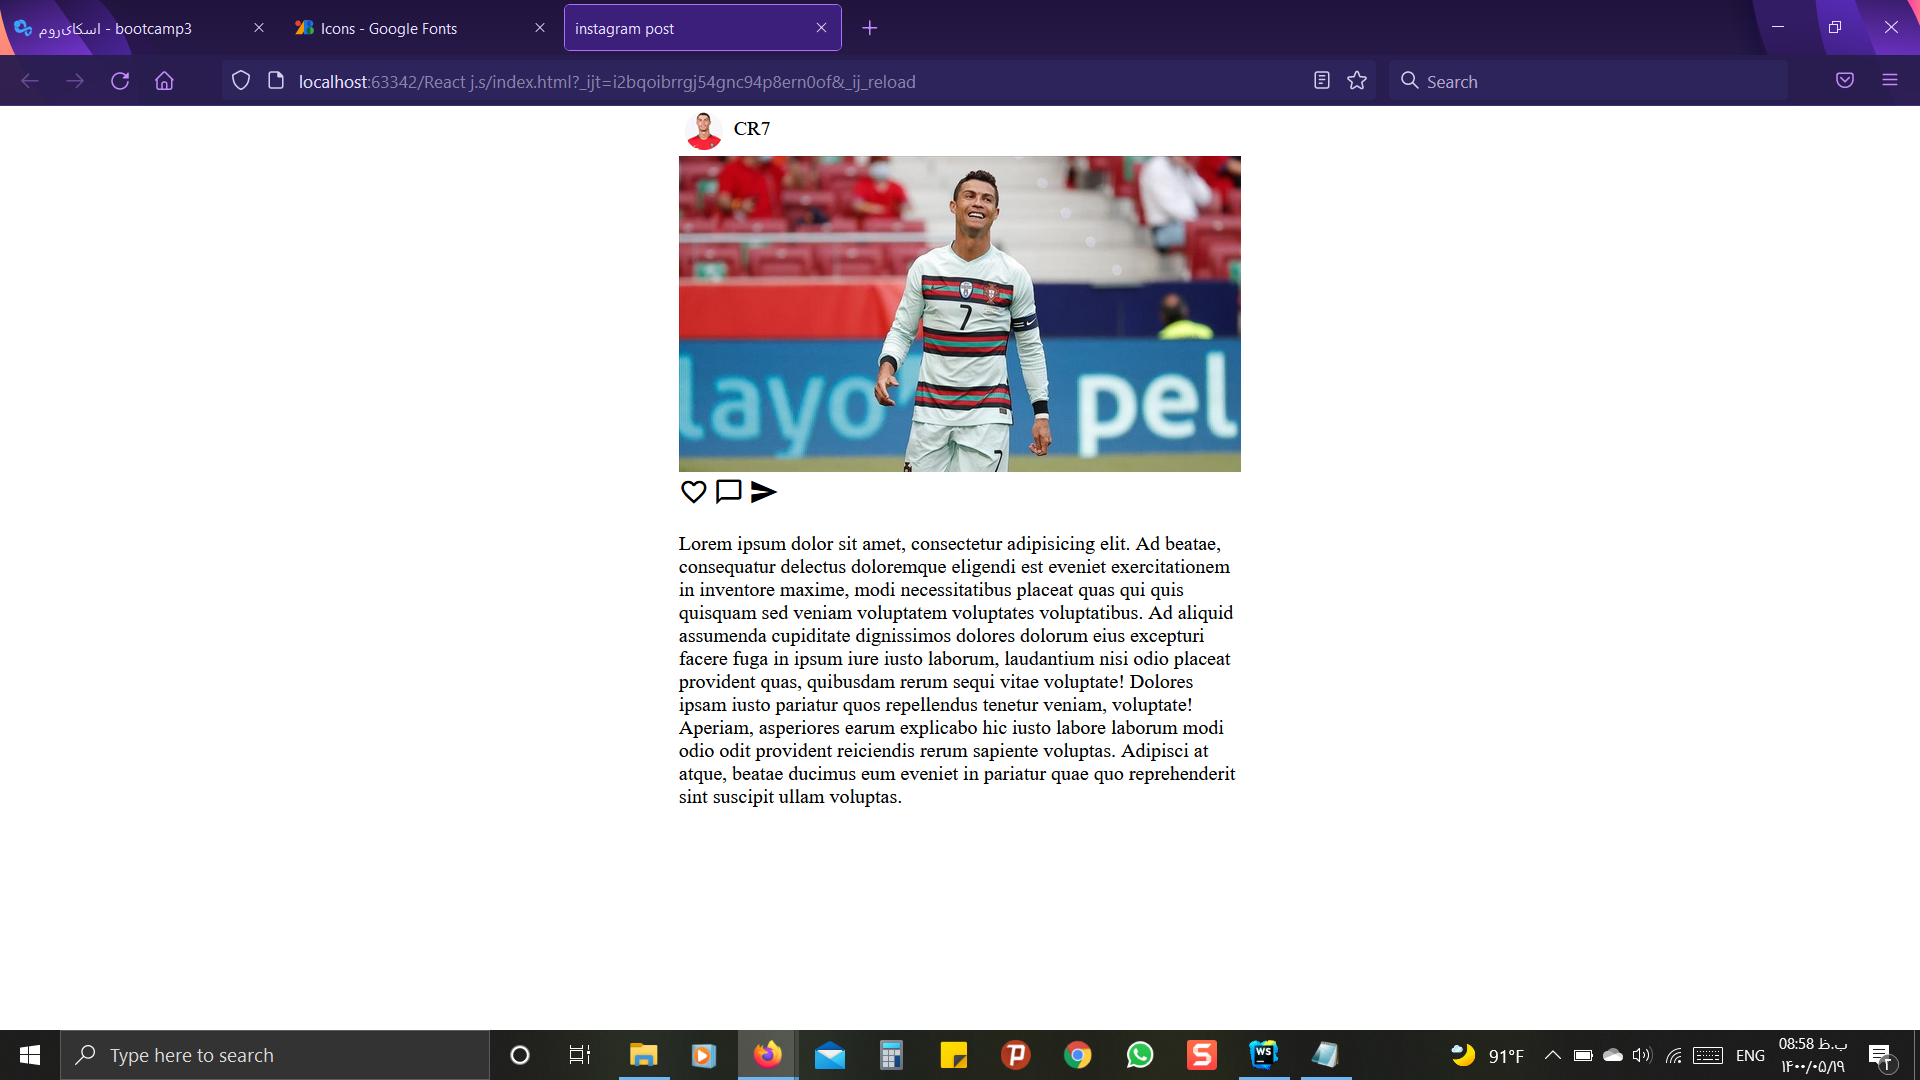 اسکای‌روم - bootcamp3
Icons - Google Fonts
instagram post
localhost:63342/React j.s/index.html?_ijt=i2bqoibrrgj54gnc94p8ern0of&_ij_reload
Search
CR7
7
layo
pel
7
Lorem ipsum dolor sit amet, consectetur adipisicing elit. Ad beatae,
consequatur delectus doloremque eligendi est eveniet exercitationem
in inventore maxime, modi necessitatibus placeat quas qui quis
quisquam sed veniam voluptatem voluptates voluptatibus. Ad aliquid
assumenda cupiditate dignissimos dolores dolorum eius excepturi
facere fuga in ipsum iure iusto laborum, laudantium nisi odio placeat
provident quas, quibusdam rerum sequi vitae voluptate! Dolores
ipsam iusto pariatur quos repellendus tenetur veniam, voluptate!
Aperiam, asperiores earum explicabo hic iusto labore laborum modi
odio odit provident reiciendis rerum sapiente voluptas. Adipisci at
atque, beatae ducimus eum eveniet in pariatur quae quo reprehenderit
sint suscipit ullam voluptas.
Type here to search
WS
91°F
ENG
08:58 ب.ظ
۱۴۰۰/۰۵/۱۹
۲